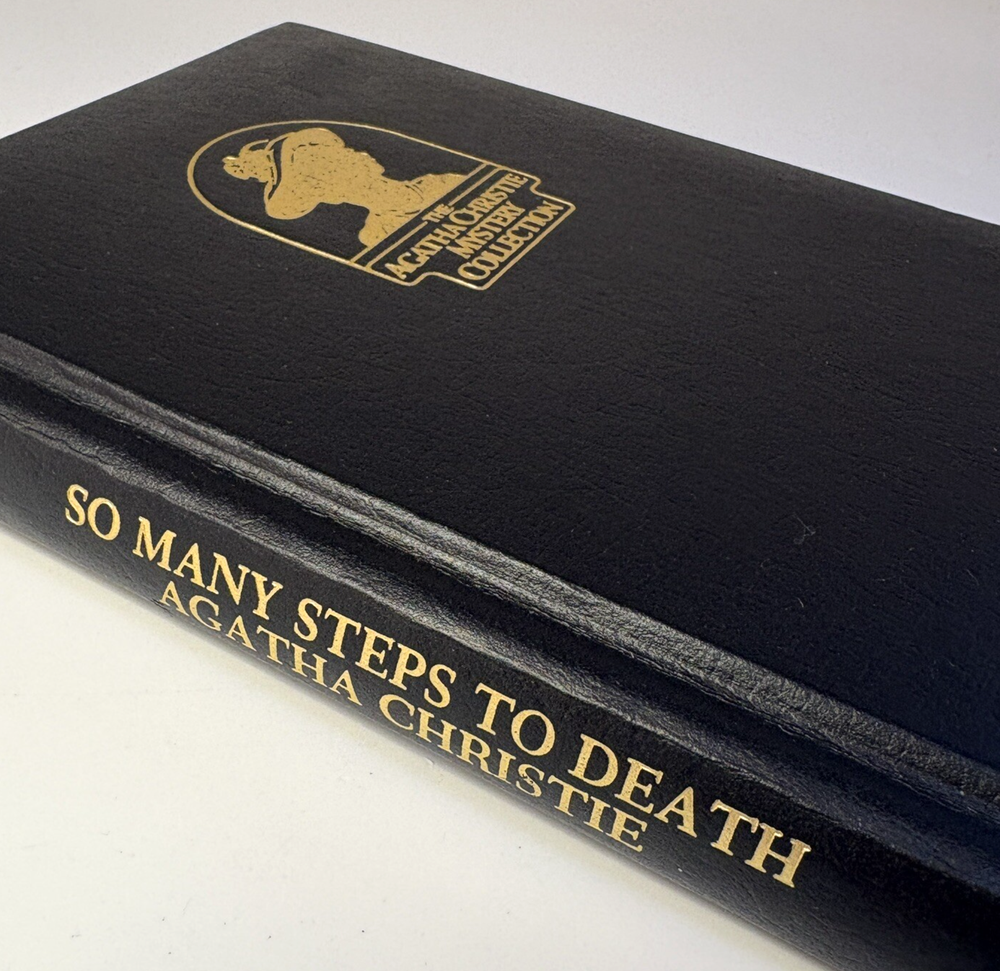 THE
AGATHA CHRISTIE
MYSTERY
COLLECTION
SO MANY STEPS TO DEATH
AGATHA CHRISTIE